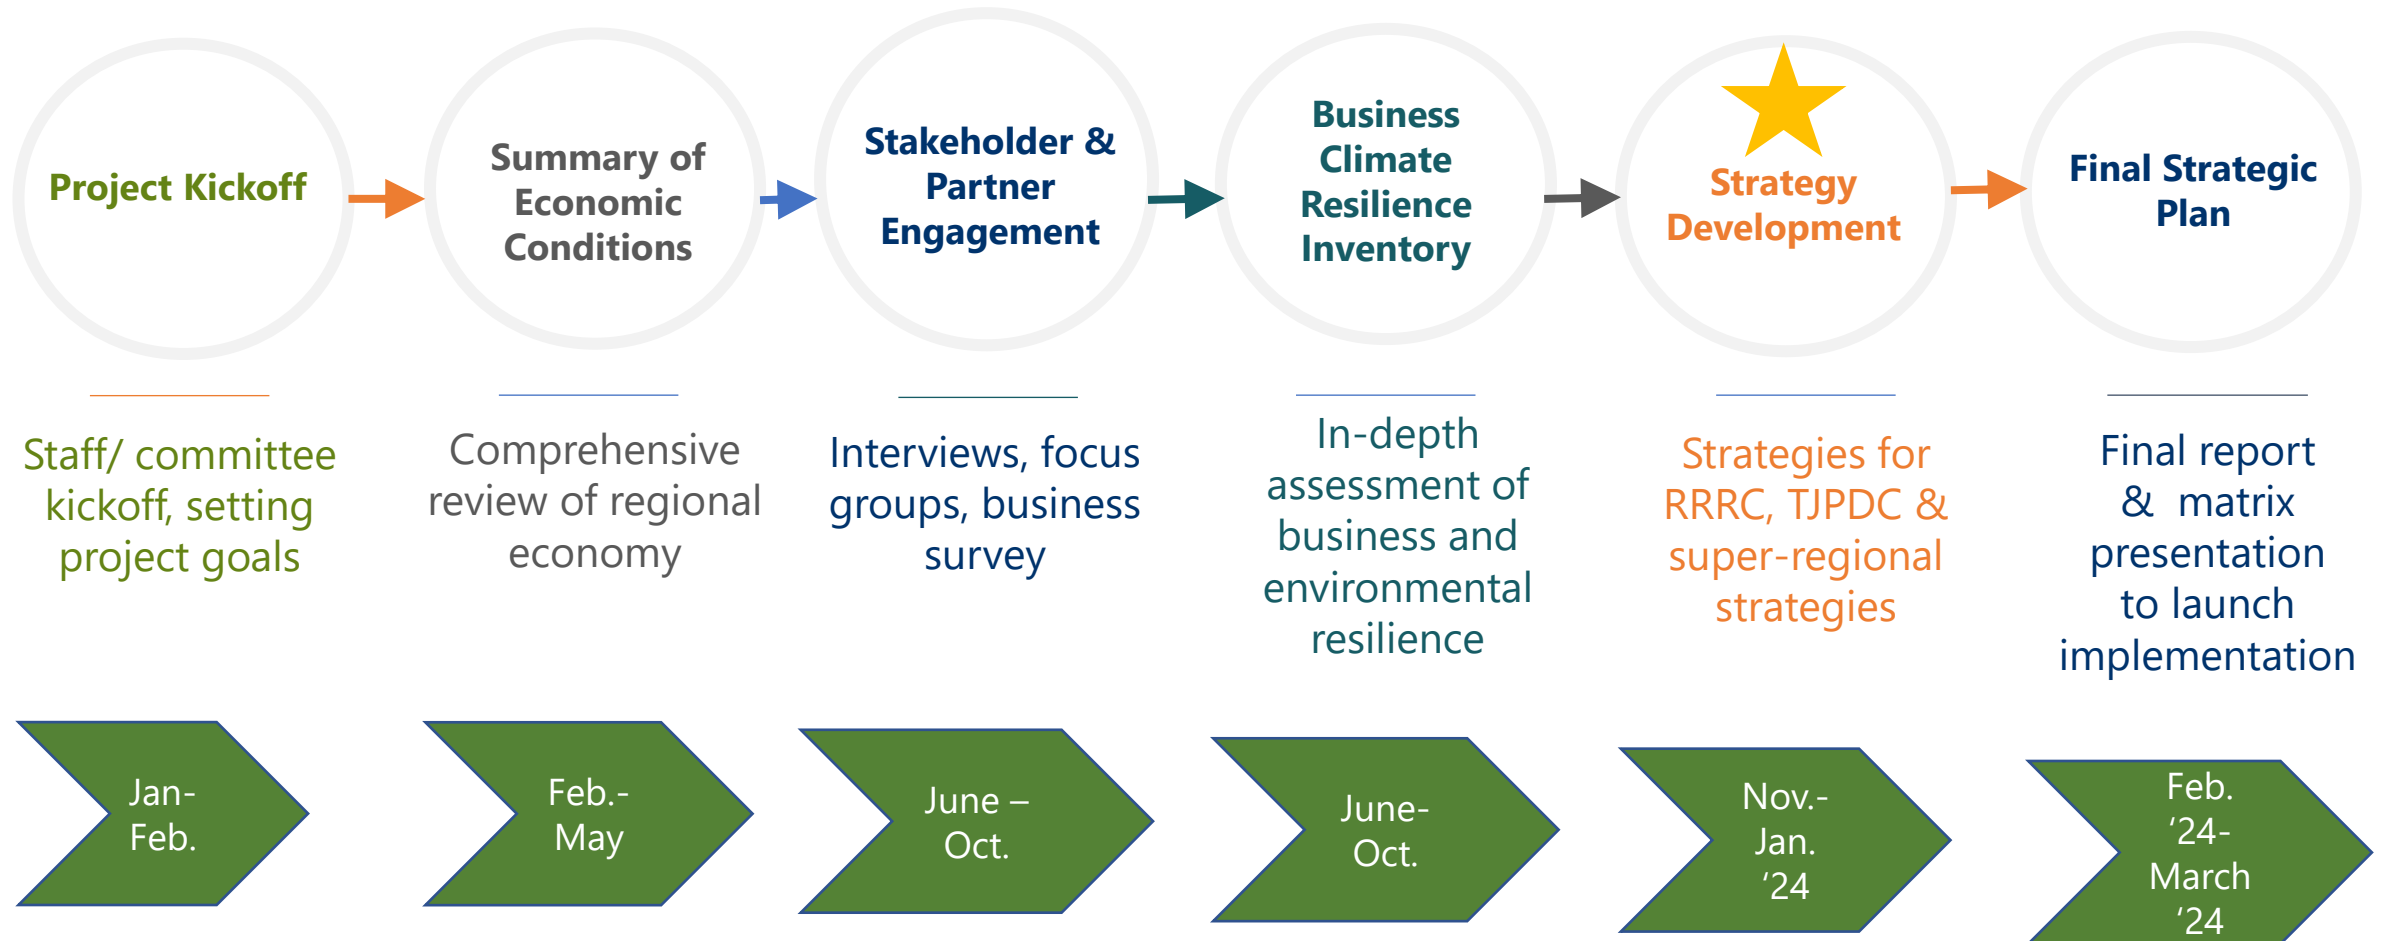 Project Kickoff
Summary of
Economic
Conditions
Stakeholder &
Partner
Engagement
Business
Climate
Resilience
Inventory
Strategy
Development
Final Strategic
Plan
Staff/ committee
kickoff, setting
project goals
Comprehensive
review of regional
economy
Interviews, focus
groups, business
survey
In-depth
assessment of
business and
environmental
resilience
Strategies for
RRRC, TJPDC &
super-regional
strategies
Final report
&  matrix
presentation
to launch
implementation
Jan-
Feb.
Feb.-
May
June –
Oct.
June-
Oct.
Nov.-
Jan.
‘24
Feb.
‘24-
March
‘24